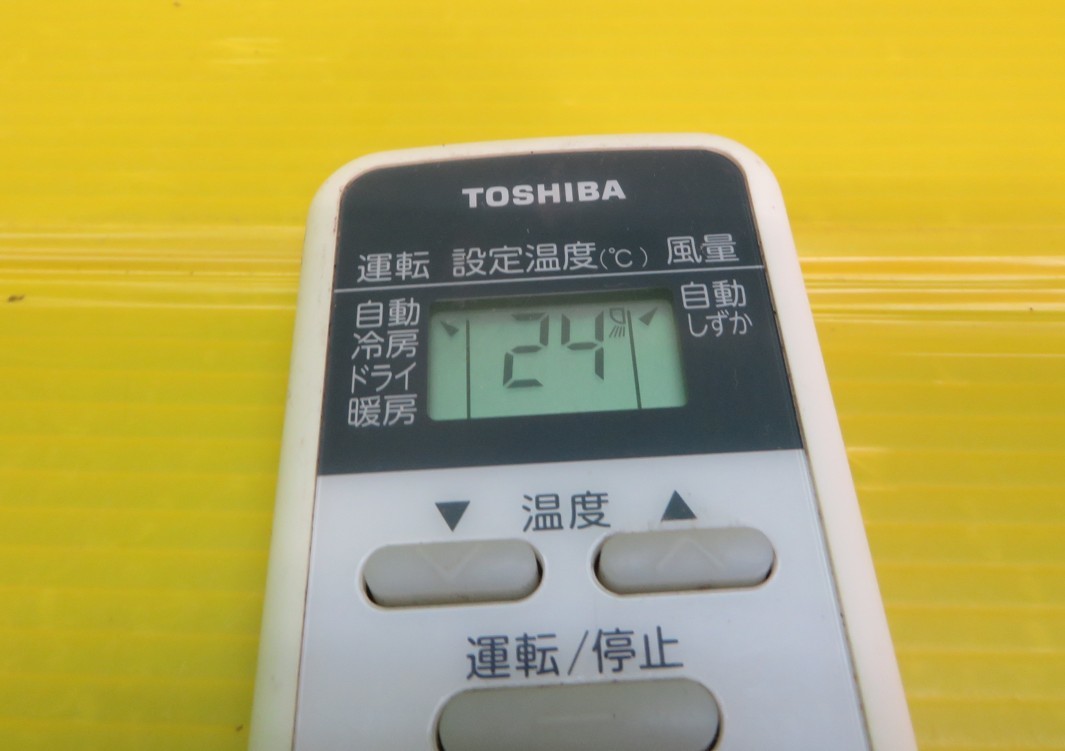 TOSHIBA
運転 設定温度(℃) 風量
自動
冷房
ドライ
暖房
24
自動
しずか
▼ 温度 ▲
運転/停止